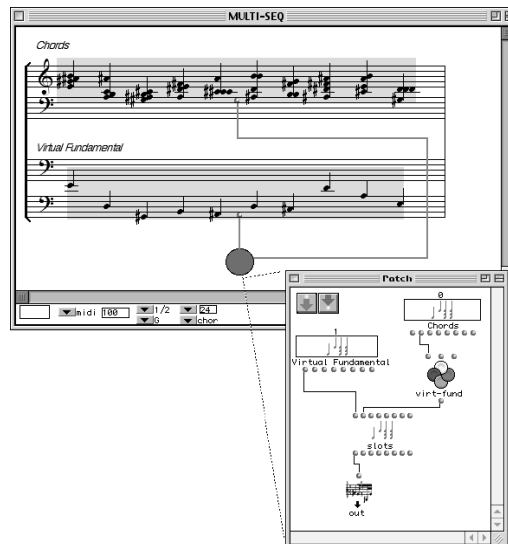 MULTI-SEQ
Chords
Virtual Fundamental
midi 100
1/2
24
G
chor
Patch
0
Chords
1
Virtual Fundamental
virt-fund
slots
out